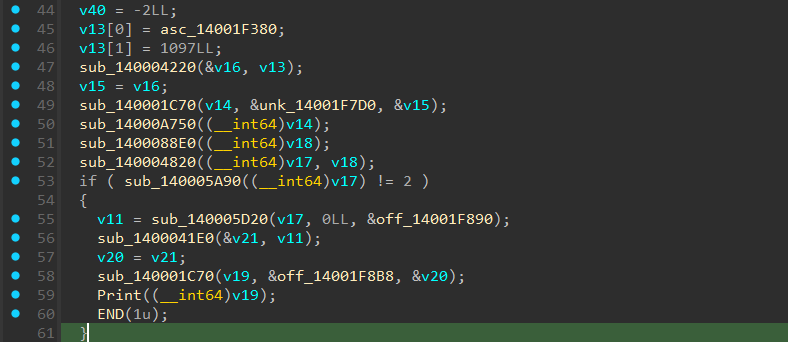 44 v40 = -2LL;
45 v13[0] = asc_14001F380;
46 v13[1] = 1097LL;
47 sub_140004220(&v16, v13);
48 v15 = v16;
49 sub_140001C70(v14, &unk_14001F7D0, &v15);
50 sub_14000A750((__int64)v14);
51 sub_1400088E0((__int64)v18);
52 sub_140004820((__int64)v17, v18);
53 if ( sub_140005A90((__int64)v17) != 2 )
54 {
55 v11 = sub_140005D20(v17, 0LL, &off_14001F890);
56 sub_1400041E0(&v21, v11);
57 v20 = v21;
58 sub_140001C70(v19, &off_14001F8B8, &v20);
59 Print((__int64)v19);
60 END(1u);
61 }